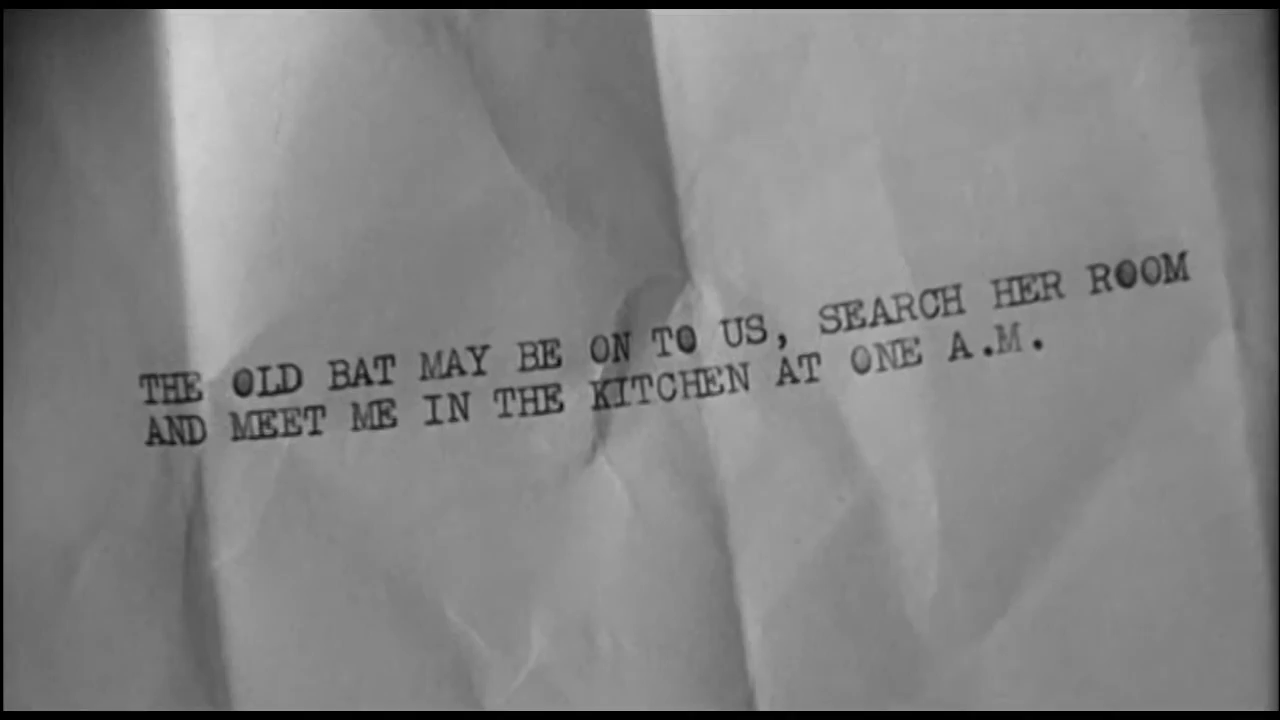 THE OLD BAT MAY BE ON TO US, SEARCH HER ROOM
AND MEET ME IN THE KITCHEN AT ONE A.M.